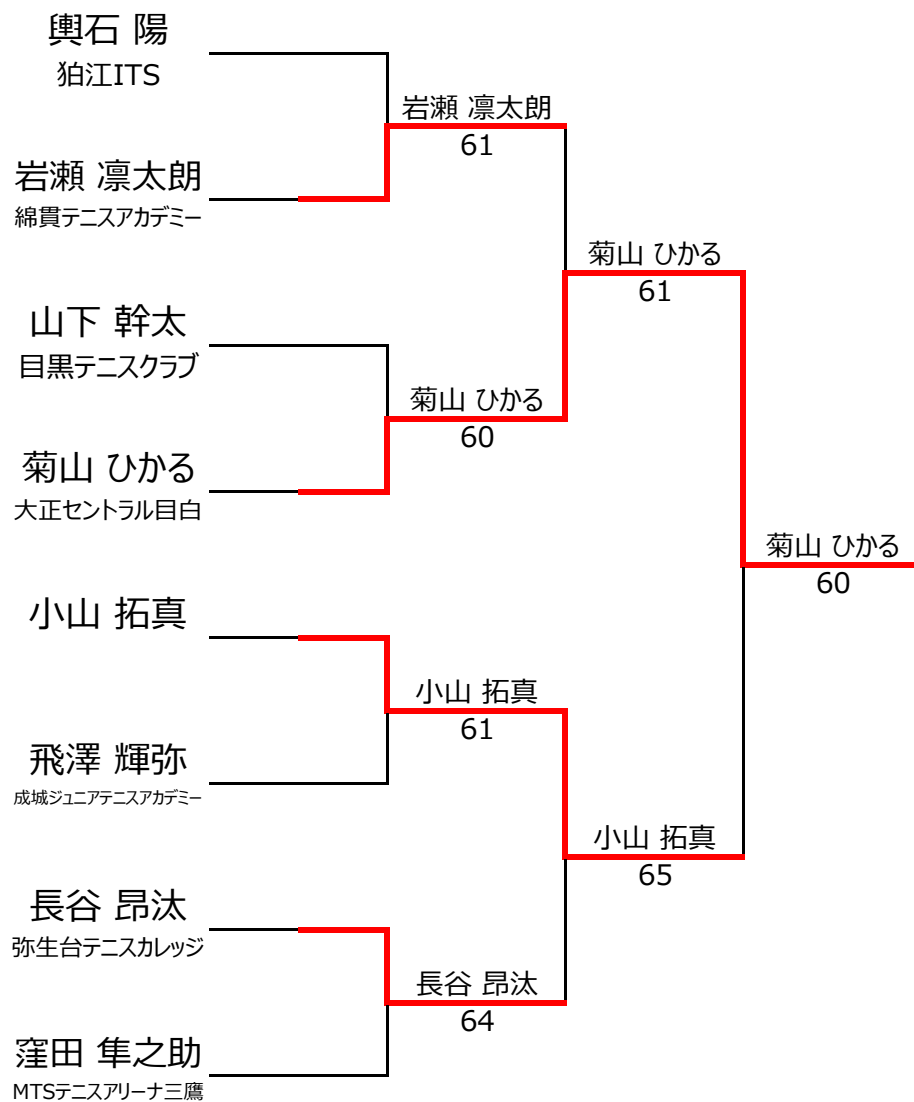 輿石 陽
狛江ITS
岩瀬 凛太朗
61
岩瀬 凛太朗
綿貫テニスアカデミー
菊山 ひかる
61
山下 幹太
目黒テニスクラブ
菊山 ひかる
60
菊山 ひかる
大正セントラル目白
菊山 ひかる
60
小山 拓真
小山 拓真
61
飛澤 輝弥
成城ジュニアテニスアカデミー
小山 拓真
65
長谷 昂汰
弥生台テニスカレッジ
長谷 昂汰
64
窪田 隼之助
MTSテニスアリーナ三鷹